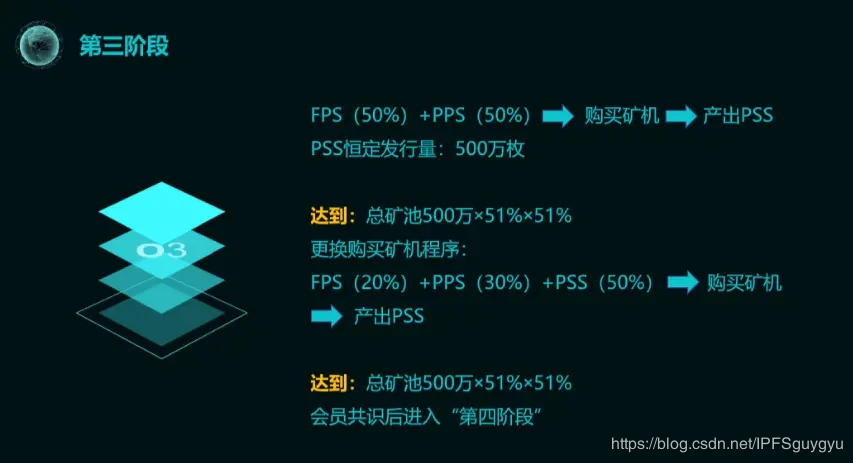 第三阶段
FPS（50%）+PPS（50%） 购买矿机 产出PSS
PSS恒定发行量：500万枚
达到：总矿池500万×51%×51%
更换购买矿机程序：
FPS（20%）+PPS（30%）+PSS（50%） 购买矿机
产出PSS
03
达到：总矿池500万×51%×51%
会员共识后进入“第四阶段”
https://blog.csdn.net/IPFSguygyu